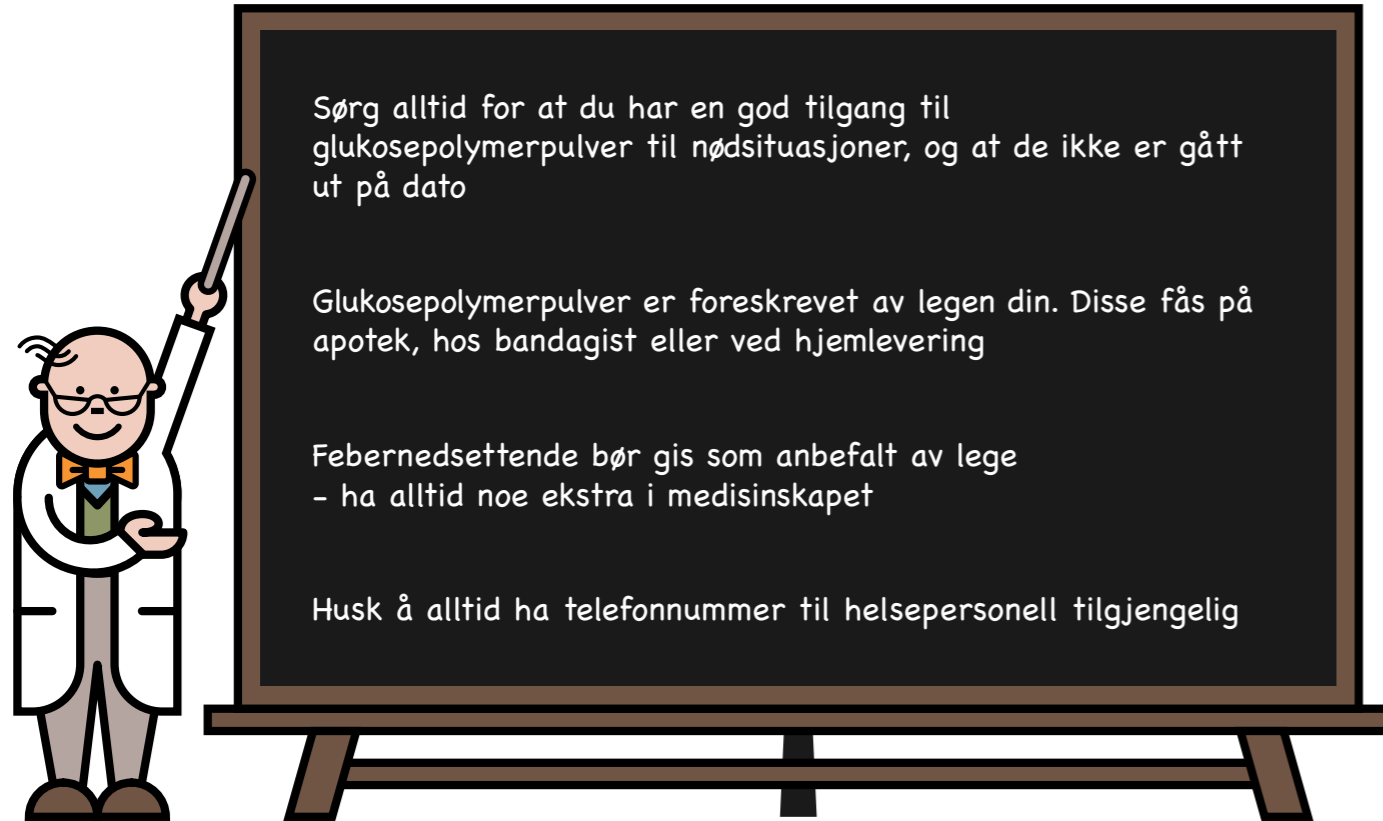 Sørg alltid for at du har en god tilgang til
glukosepolymerpulver til nødsituasjoner, og at de ikke er gått
ut på dato
Glukosepolymerpulver er foreskrevet av legen din. Disse fås på
apotek, hos bandagist eller ved hjemlevering
Febernedsettende bør gis som anbefalt av lege
– ha alltid noe ekstra i medisinskapet
Husk å alltid ha telefonnummer til helsepersonell tilgjengelig